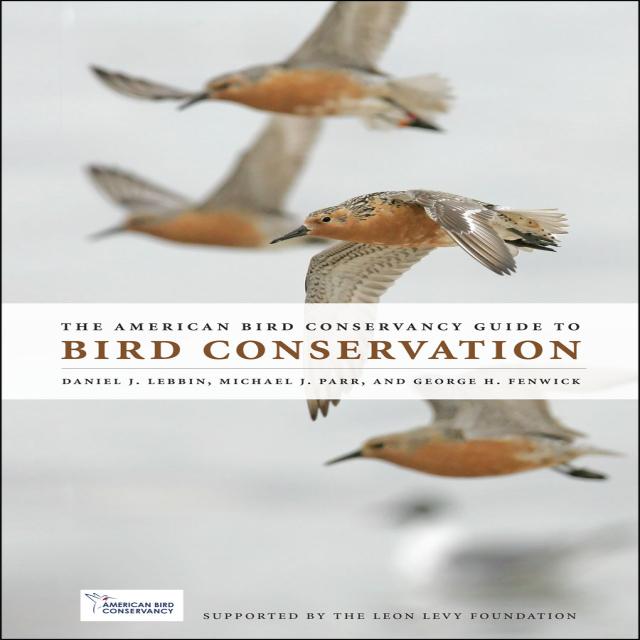 THE AMERICAN BIRD CONSERVANCY GUIDE TO
BIRD CONSERVATION
DANIEL J. LEBBIN, MICHAEL J. PARR, AND GEORGE H. FENWICK
AMERICAN BIRD
CONSERVANCY
SUPPORTED BY THE LEON LEVY FOUNDATION